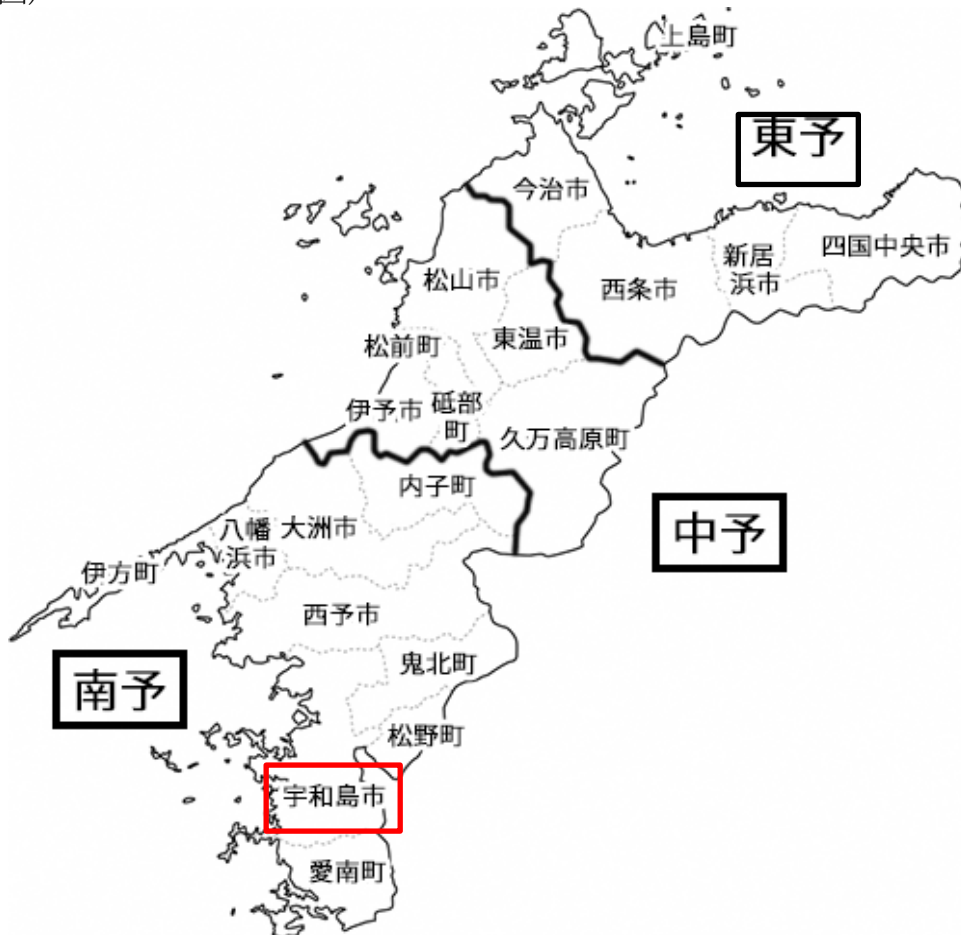 図)
上島町
東予
今治市
四国中央市
新居
浜市
松山市
西条市
東温市
松前町
伊予市
砥部
町
久万高原町
内子町
中予
八幡
浜市
大洲市
伊方町
西予市
鬼北町
南予
松野町
宇和島市
愛南町